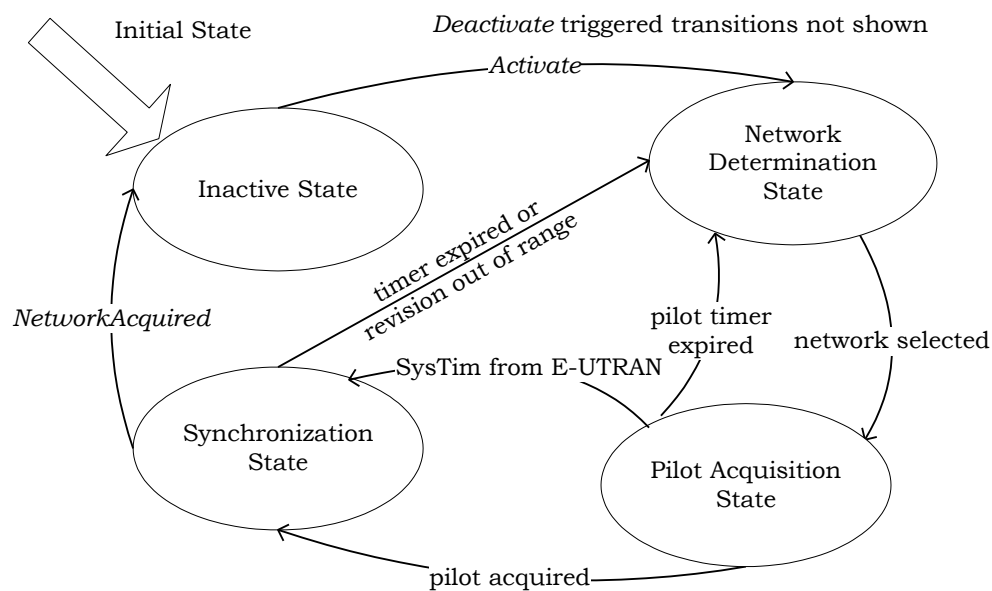 Initial State
Deactivate triggered transitions not shown
Activate
Network
Determination
State
Inactive State
timer expired or
revision out of range
NetworkAcquired
pilot timer
expired
network selected
SysTim from E-UTRAN
Synchronization
State
Pilot Acquisition
State
pilot acquired